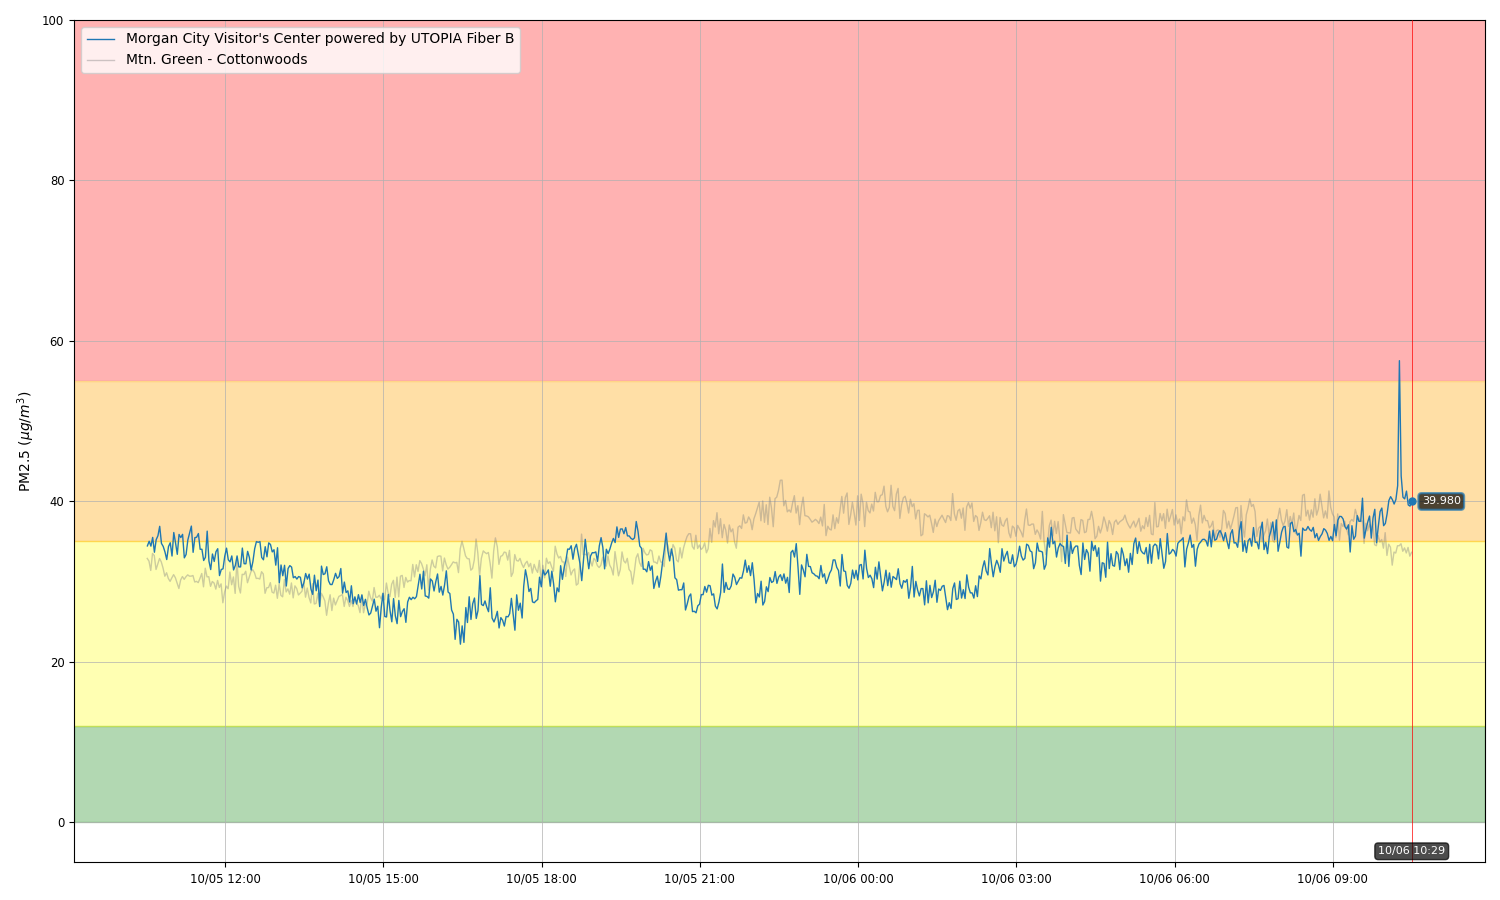 100
Morgan City Visitor's Center powered by UTOPIA Fiber B
Mtn. Green - Cottonwoods
80
60
PM2.5 (μg/m³)
40
39.980
20
0
10/06 10:29
10/05 12:00 10/05 15:00 10/05 18:00 10/05 21:00 10/06 00:00 10/06 03:00 10/06 06:00 10/06 09:00